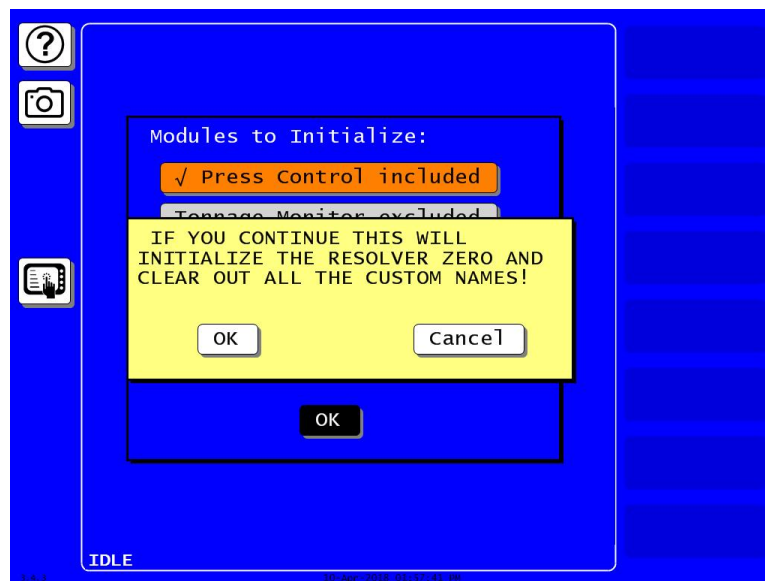 ?
Modules to Initialize:
√ Press Control included
Tonnage Monitor excluded
IF YOU CONTINUE THIS WILL
INITIALIZE THE RESOLVER ZERO AND
CLEAR OUT ALL THE CUSTOM NAMES!
OK
Cancel
OK
IDLE